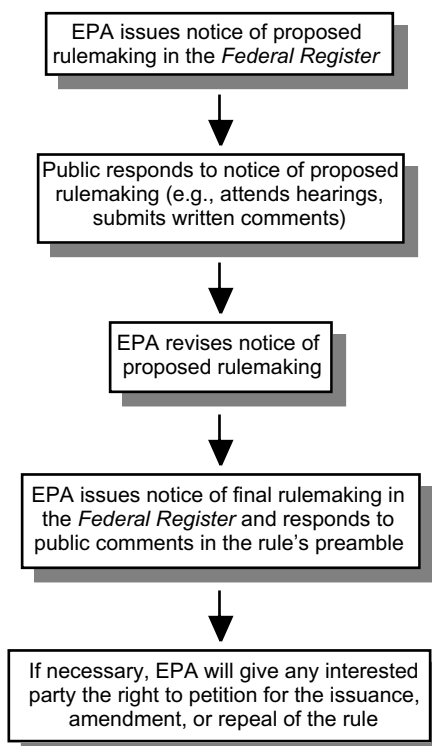 EPA issues notice of proposed
rulemaking in the Federal Register
Public responds to notice of proposed
rulemaking (e.g., attends hearings,
submits written comments)
EPA revises notice of
proposed rulemaking
EPA issues notice of final rulemaking in
the Federal Register and responds to
public comments in the rule's preamble
If necessary, EPA will give any interested
party the right to petition for the issuance,
amendment, or repeal of the rule